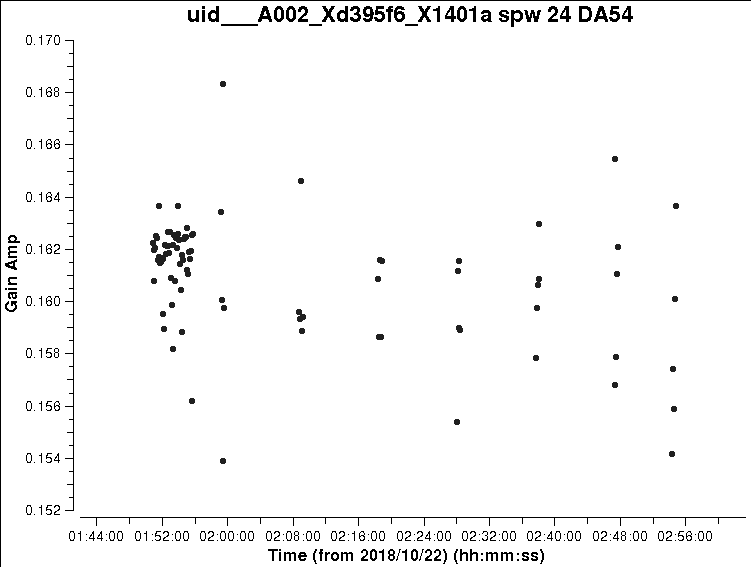 uid___A002_Xd395f6_X1401a spw 24 DA54
0.170
0.168
0.166
0.164
0.162
0.160
0.158
0.156
0.154
0.152
Gain Amp
01:44:00 01:52:00 02:00:00 02:08:00 02:16:00 02:24:00 02:32:00 02:40:00 02:48:00 02:56:00
Time (from 2018/10/22) (hh:mm:ss)